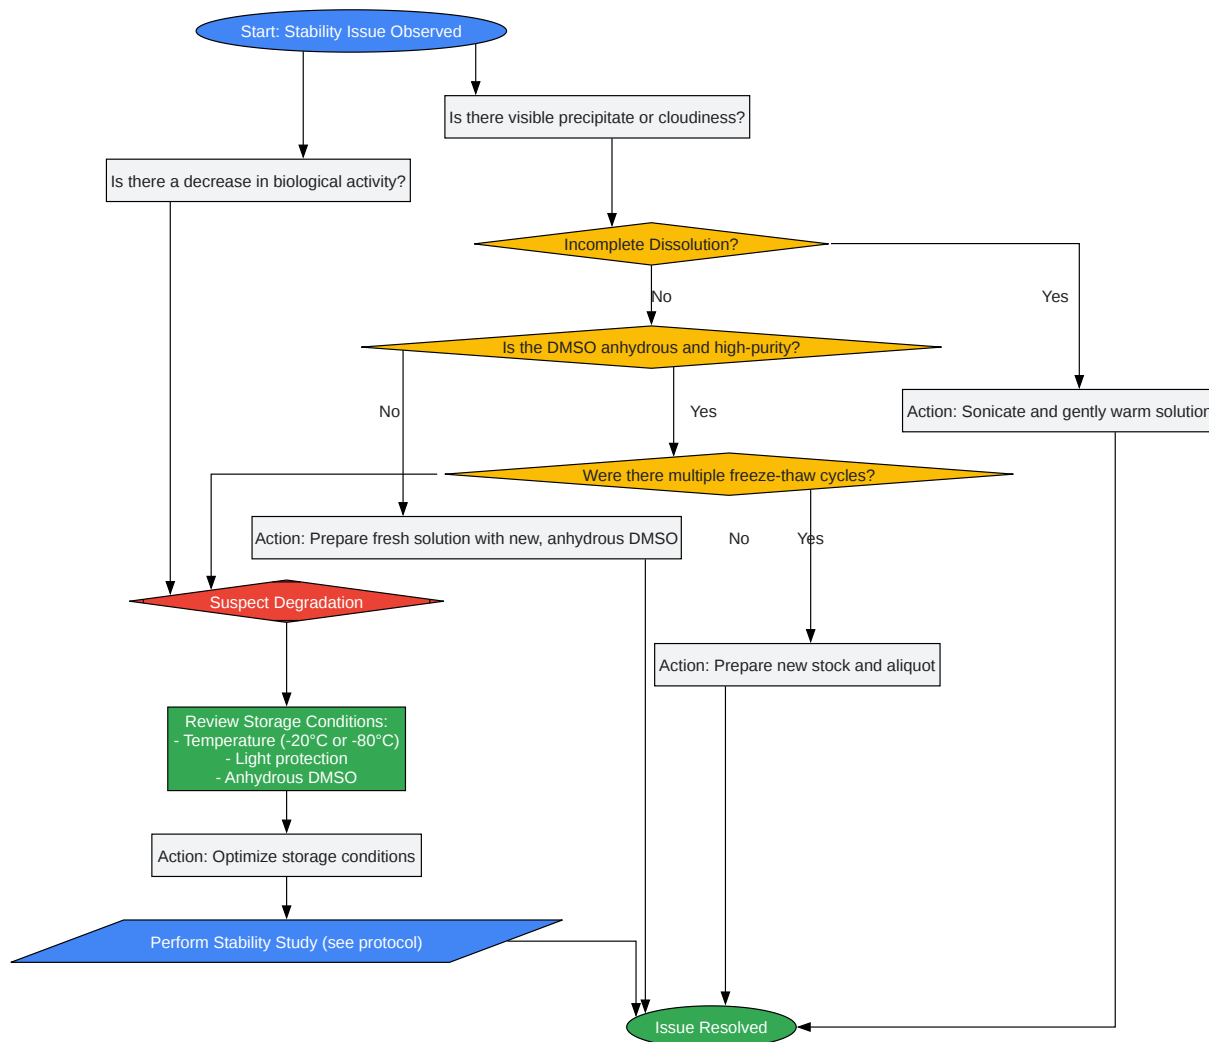 Start: Stability Issue Observed
Is there visible precipitate or cloudiness?
Is there a decrease in biological activity?
Incomplete Dissolution?
No
Yes
Is the DMSO anhydrous and high-purity?
No
Yes
Action: Sonicate and gently warm solution
Were there multiple freeze-thaw cycles?
Action: Prepare fresh solution with new, anhydrous DMSO
No
Yes
Suspect Degradation
Action: Prepare new stock and aliquot
Review Storage Conditions:
- Temperature (-20°C or -80°C)
- Light protection
- Anhydrous DMSO
Action: Optimize storage conditions
Perform Stability Study (see protocol)
Issue Resolved